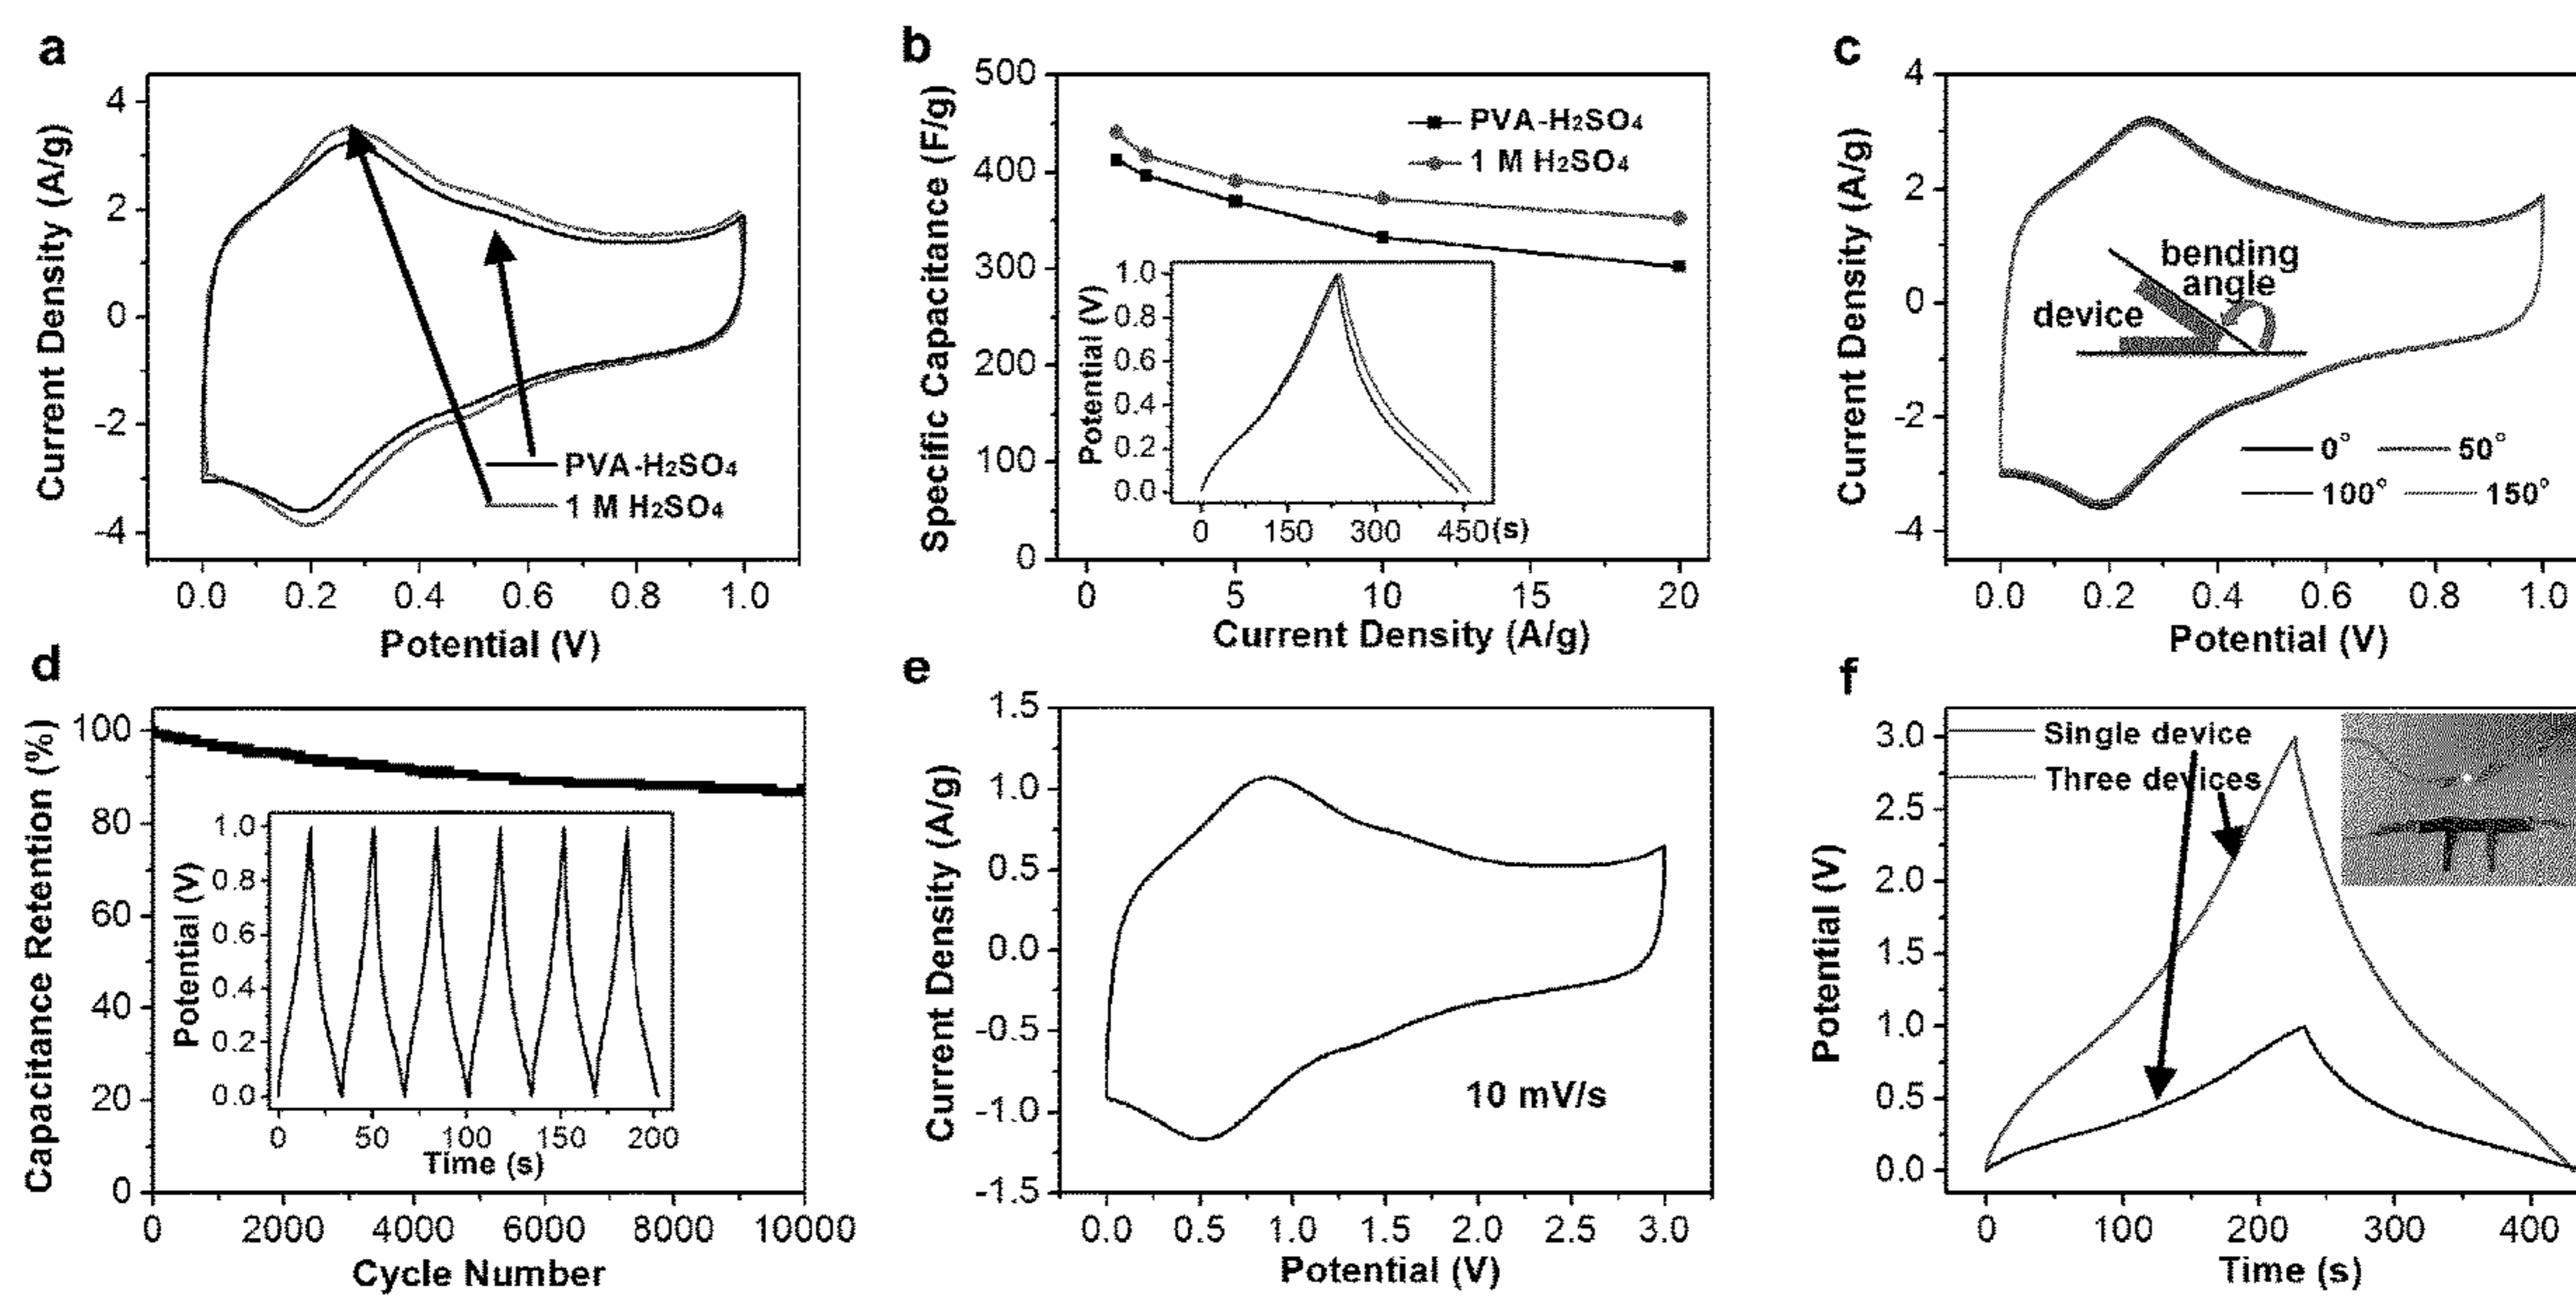 a
Current Density (A/g)
4
2
0
-2
-4
PVA-H₂SO₄
1 M H₂SO₄
0.0 0.2 0.4 0.6 0.8 1.0
Potential (V)
b
Specific Capacitance (F/g)
500
400
300
200
100
0
PVA-H₂SO₄
1 M H₂SO₄
Potential (V)
1.0
0.8
0.6
0.4
0.2
0.0
0 150 300 450(s)
0 5 10 15 20
Current Density (A/g)
c
Current Density (A/g)
4
2
0
-2
-4
bending
angle
device
0° 50°
100° 150°
0.0 0.2 0.4 0.6 0.8 1.0
Potential (V)
d
Capacitance Retention (%)
100
80
60
40
20
0
Potential (V)
1.0
0.8
0.6
0.4
0.2
0.0
0 50 100 150 200
Time (s)
0 2000 4000 6000 8000 10000
Cycle Number
e
Current Density (A/g)
1.5
1.0
0.5
0.0
-0.5
-1.0
-1.5
10 mV/s
0.0 0.5 1.0 1.5 2.0 2.5 3.0
Potential (V)
f
Potential (V)
3.0
2.5
2.0
1.5
1.0
0.5
0.0
Single device
Three devices
0 100 200 300 400
Time (s)